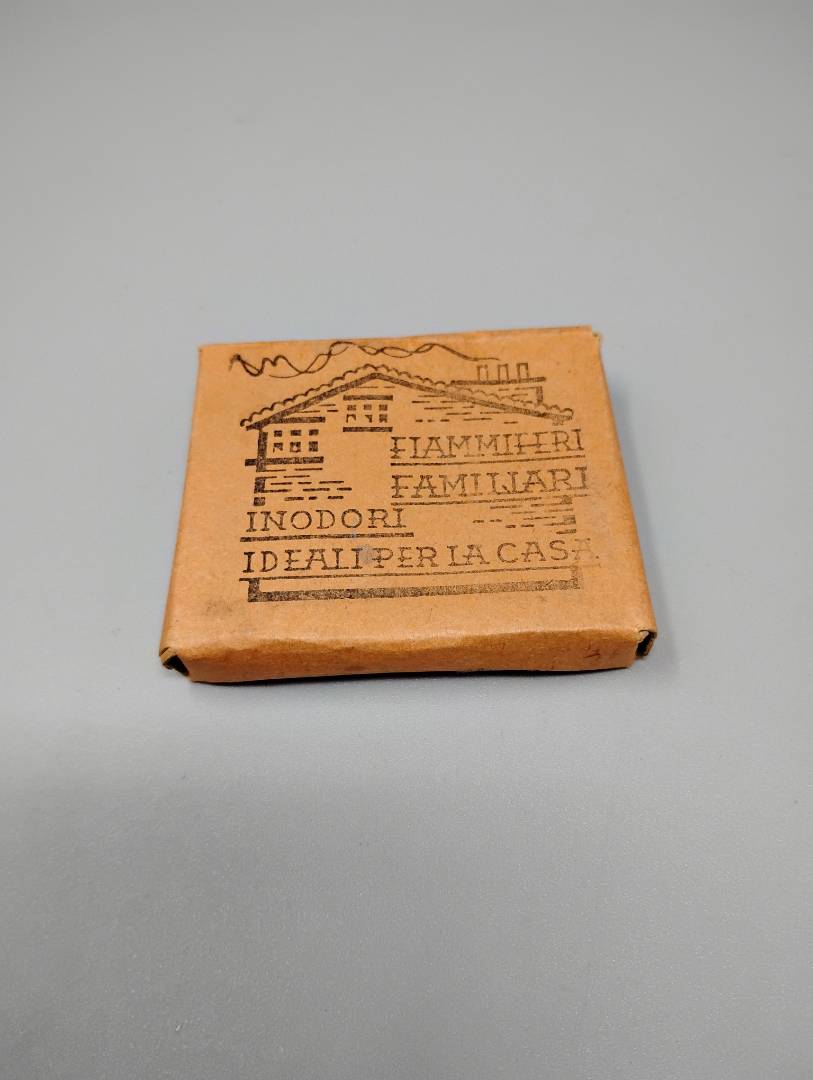 FIAMMIFERI
FAMILIARI
INODORI
IDEALI PER LA CASA